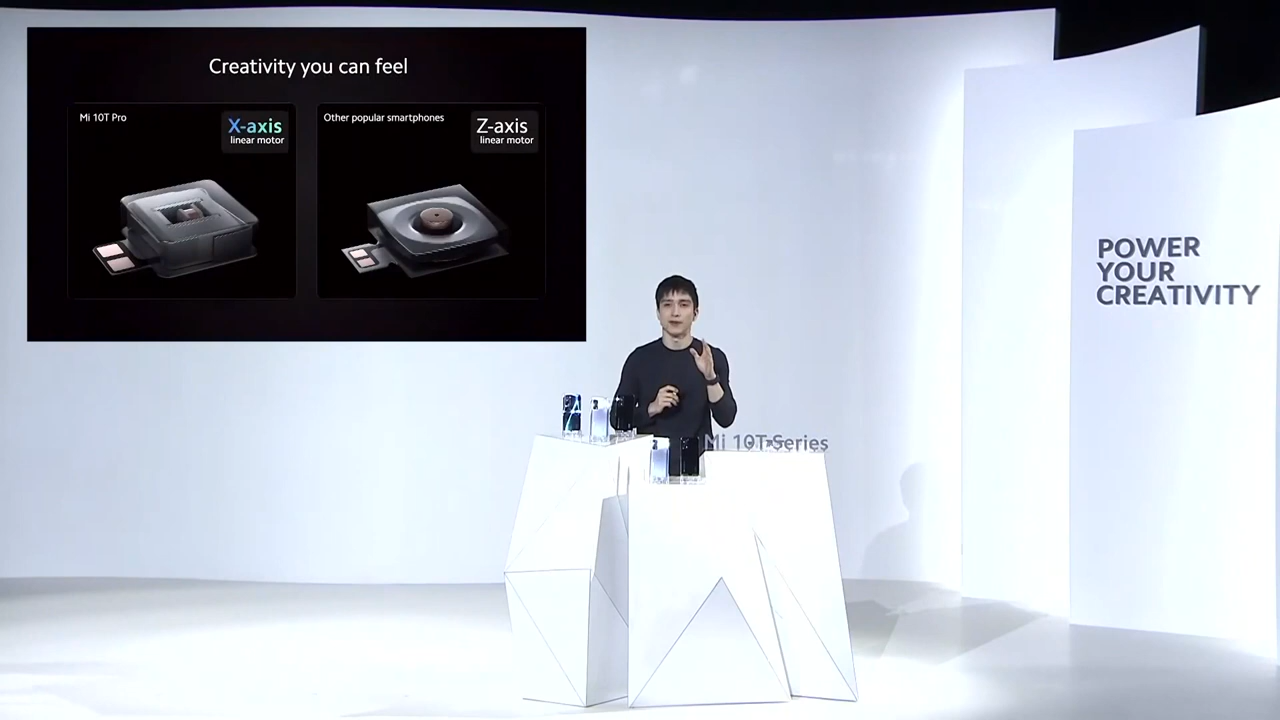 Creativity you can feel
Mi 10T Pro
X-axis
linear motor
Other popular smartphones
Z-axis
linear motor
POWER
YOUR
CREATIVITY
Mi 10T Series